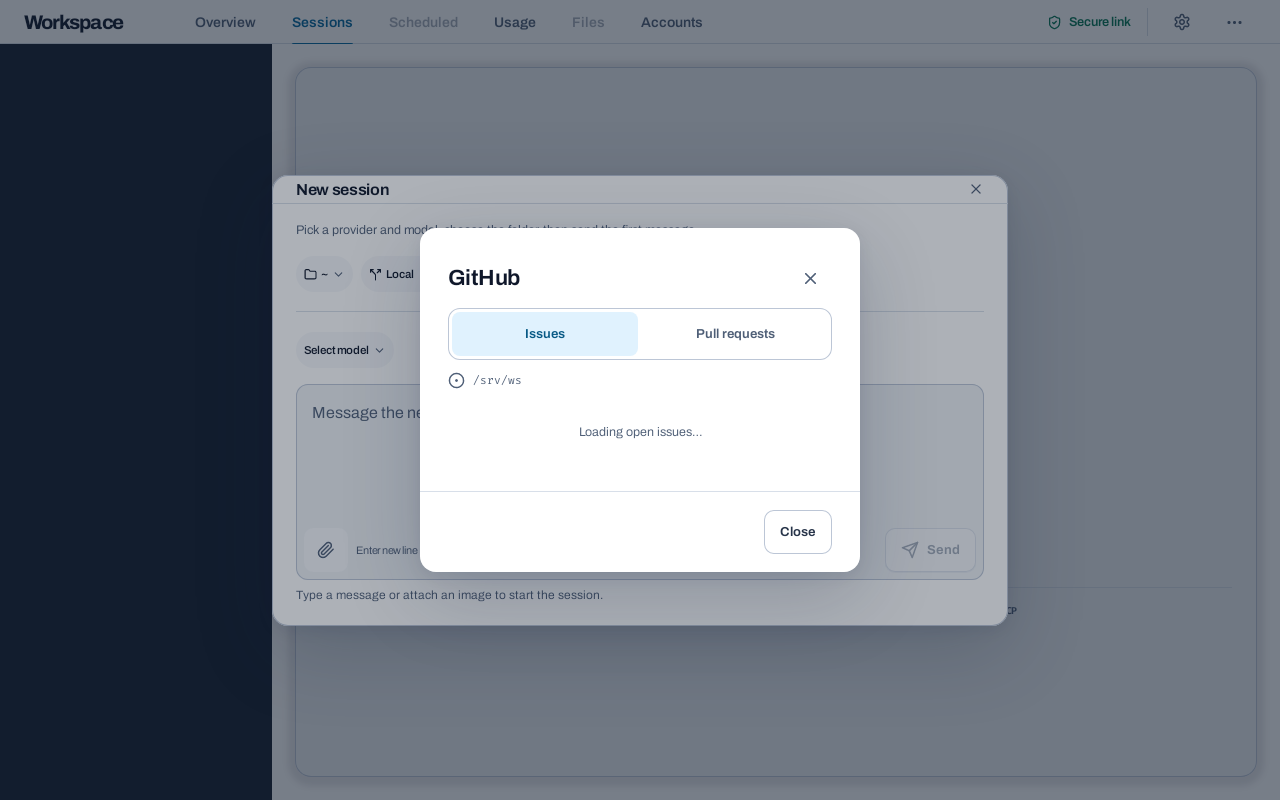 Workspace
Overview
Sessions
Scheduled
Usage
Files
Accounts
Secure link
New session
Pick a provider and model, choose the folder then send the first message.
~
Local
Select model
Message the ne
Enter new line
Send
Type a message or attach an image to start the session.
GitHub
Issues
Pull requests
/srv/ws
Loading open issues...
Close